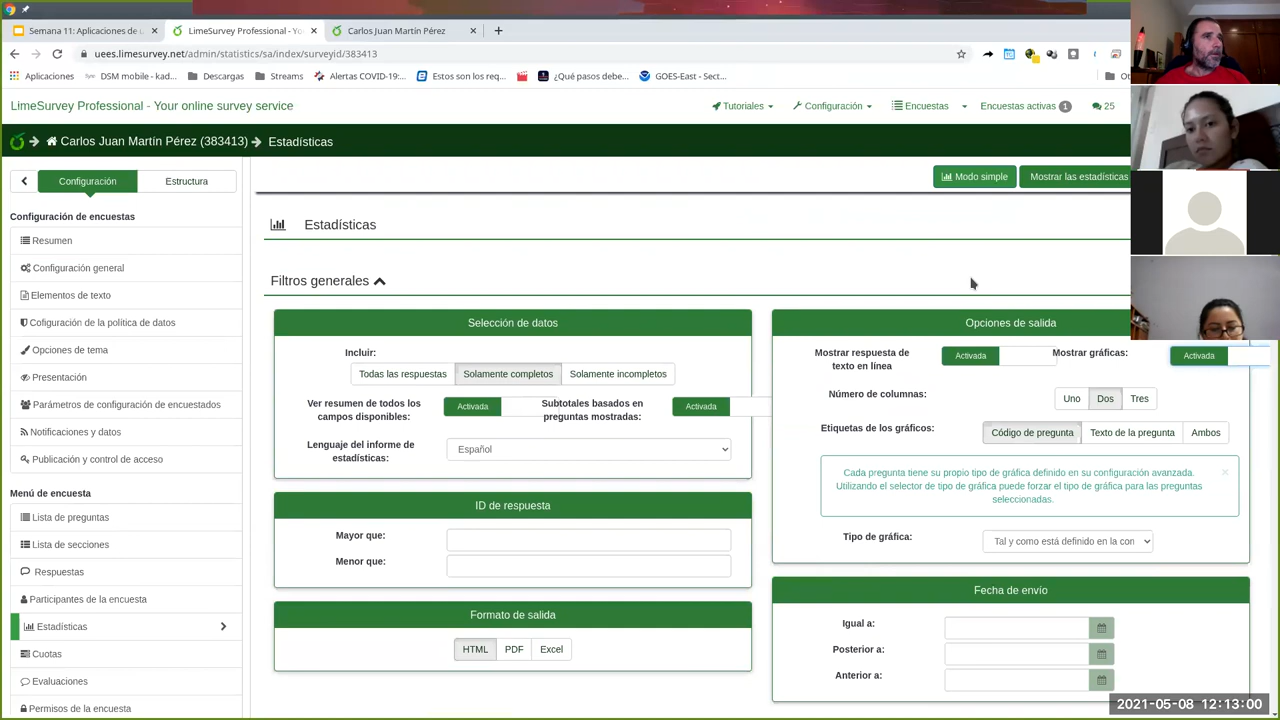 Semana 11: Aplicaciones de
LimeSurvey Professional - Yo
Carlos Juan Martín Pérez
uees.limesurvey.net/admin/statistics/sa/index/surveyid/383413
Aplicaciones
DSM mobile - kad...
Descargas
Streams
Alertas COVID-19:...
Estos son los req...
¿Qué pasos debe...
GOES-East - Sect...
LimeSurvey Professional - Your online survey service
Tutoriales
Configuración
Encuestas
Encuestas activas 1
25
Carlos Juan Martín Pérez (383413)
Estadísticas
Configuración
Estructura
Modo simple
Mostrar las estadísticas
Configuración de encuestas
Resumen
Configuración general
Elementos de texto
Cofiguración de la política de datos
Opciones de tema
Presentación
Parámetros de configuración de encuestados
Notificaciones y datos
Publicación y control de acceso
Menú de encuesta
Lista de preguntas
Lista de secciones
Respuestas
Participantes de la encuesta
Estadísticas
Cuotas
Evaluaciones
Permisos de la encuesta
Estadísticas
Filtros generales
Selección de datos
Incluir:
Todas las respuestas
Solamente completos
Solamente incompletos
Ver resumen de todos los
campos disponibles:
Activada
Subtotales basados en
preguntas mostradas:
Activada
Lenguaje del informe de
estadísticas:
Español
ID de respuesta
Mayor que:
Menor que:
Formato de salida
HTML
PDF
Excel
Opciones de salida
Mostrar respuesta de
texto en línea
Activada
Mostrar gráficas:
Activada
Número de columnas:
Uno
Dos
Tres
Etiquetas de los gráficos:
Código de pregunta
Texto de la pregunta
Ambos
Cada pregunta tiene su propio tipo de gráfica definido en su configuración avanzada.
Utilizando el selector de tipo de gráfica puede forzar el tipo de gráfica para las preguntas
seleccionadas.
×
Tipo de gráfica:
Tal y como está definido en la con
Fecha de envío
Igual a:
Posterior a:
Anterior a:
2021-05-08 12:13:00